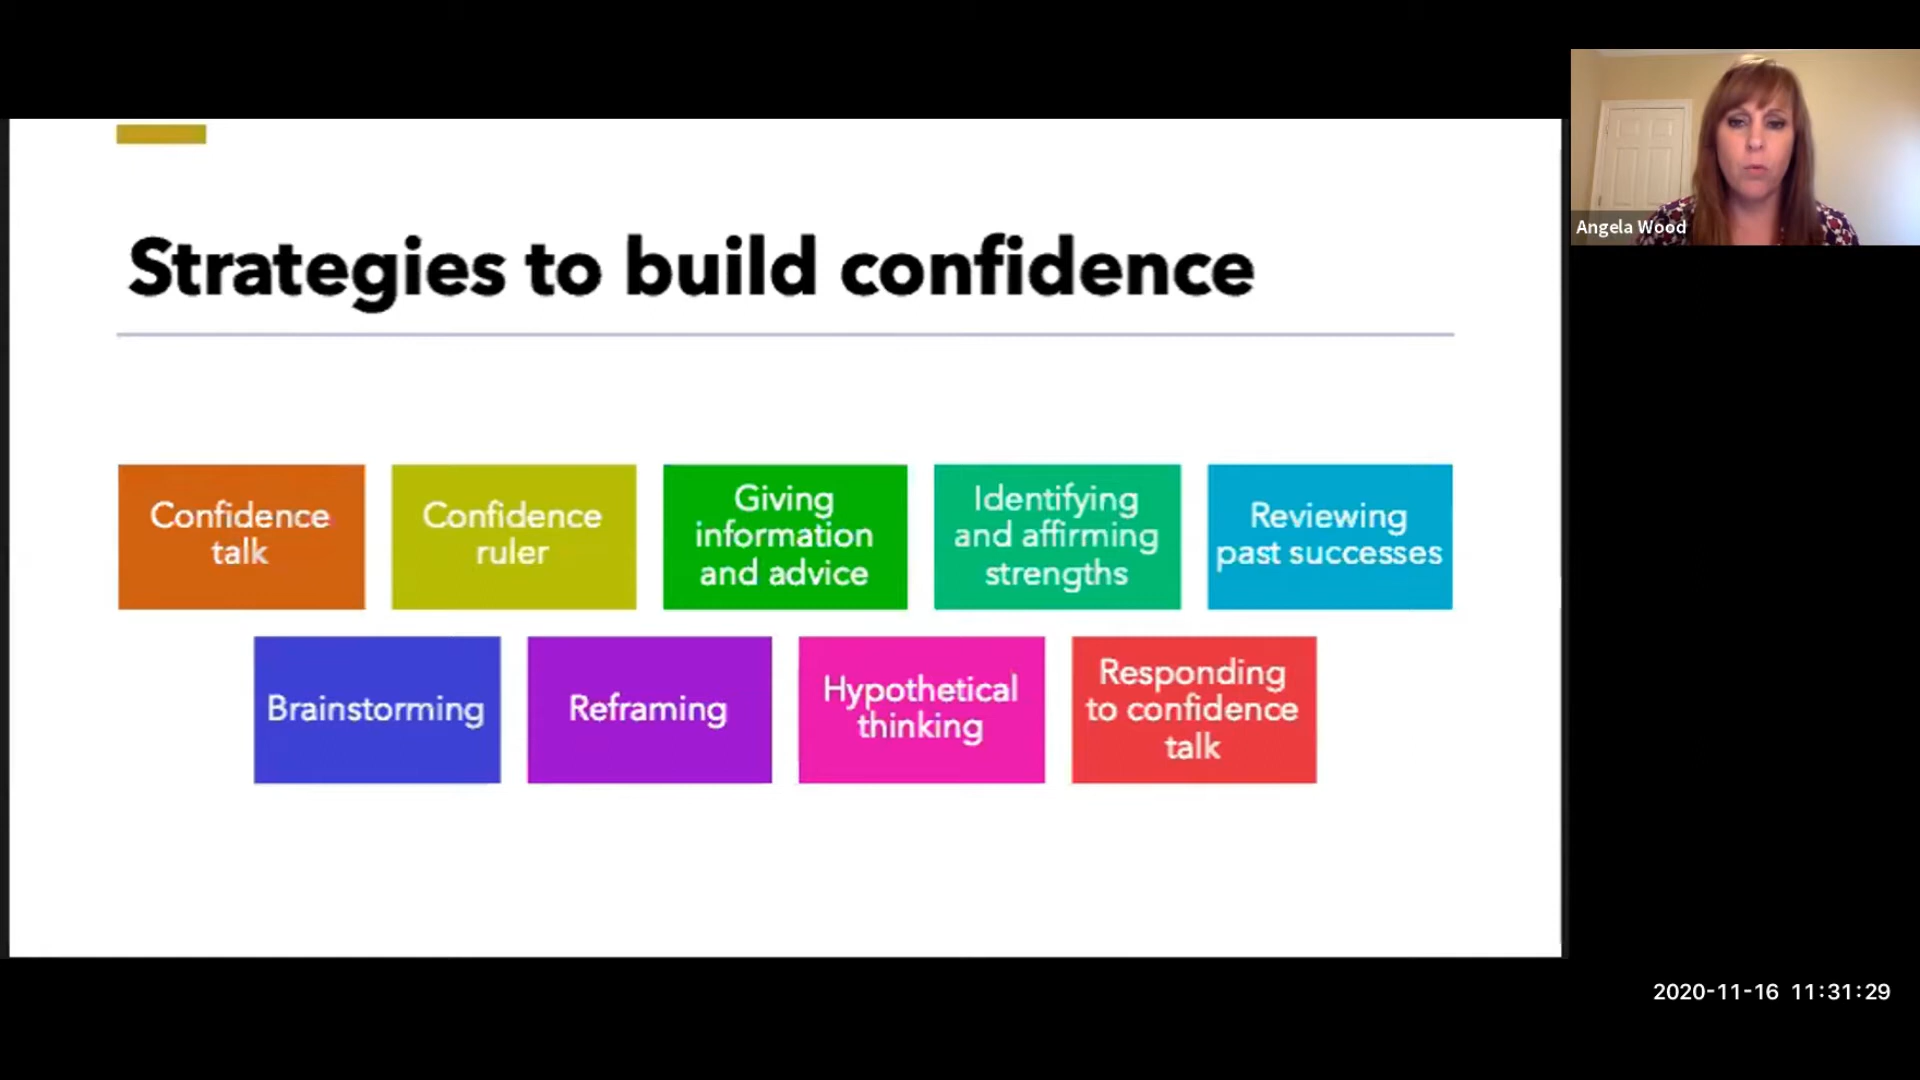 Strategies to build confidence
Confidence
talk
Confidence
ruler
Giving
information
and advice
Identifying
and affirming
strengths
Reviewing
past successes
Brainstorming
Reframing
Hypothetical
thinking
Responding
to confidence
talk
Angela Wood
2020-11-16 11:31:29